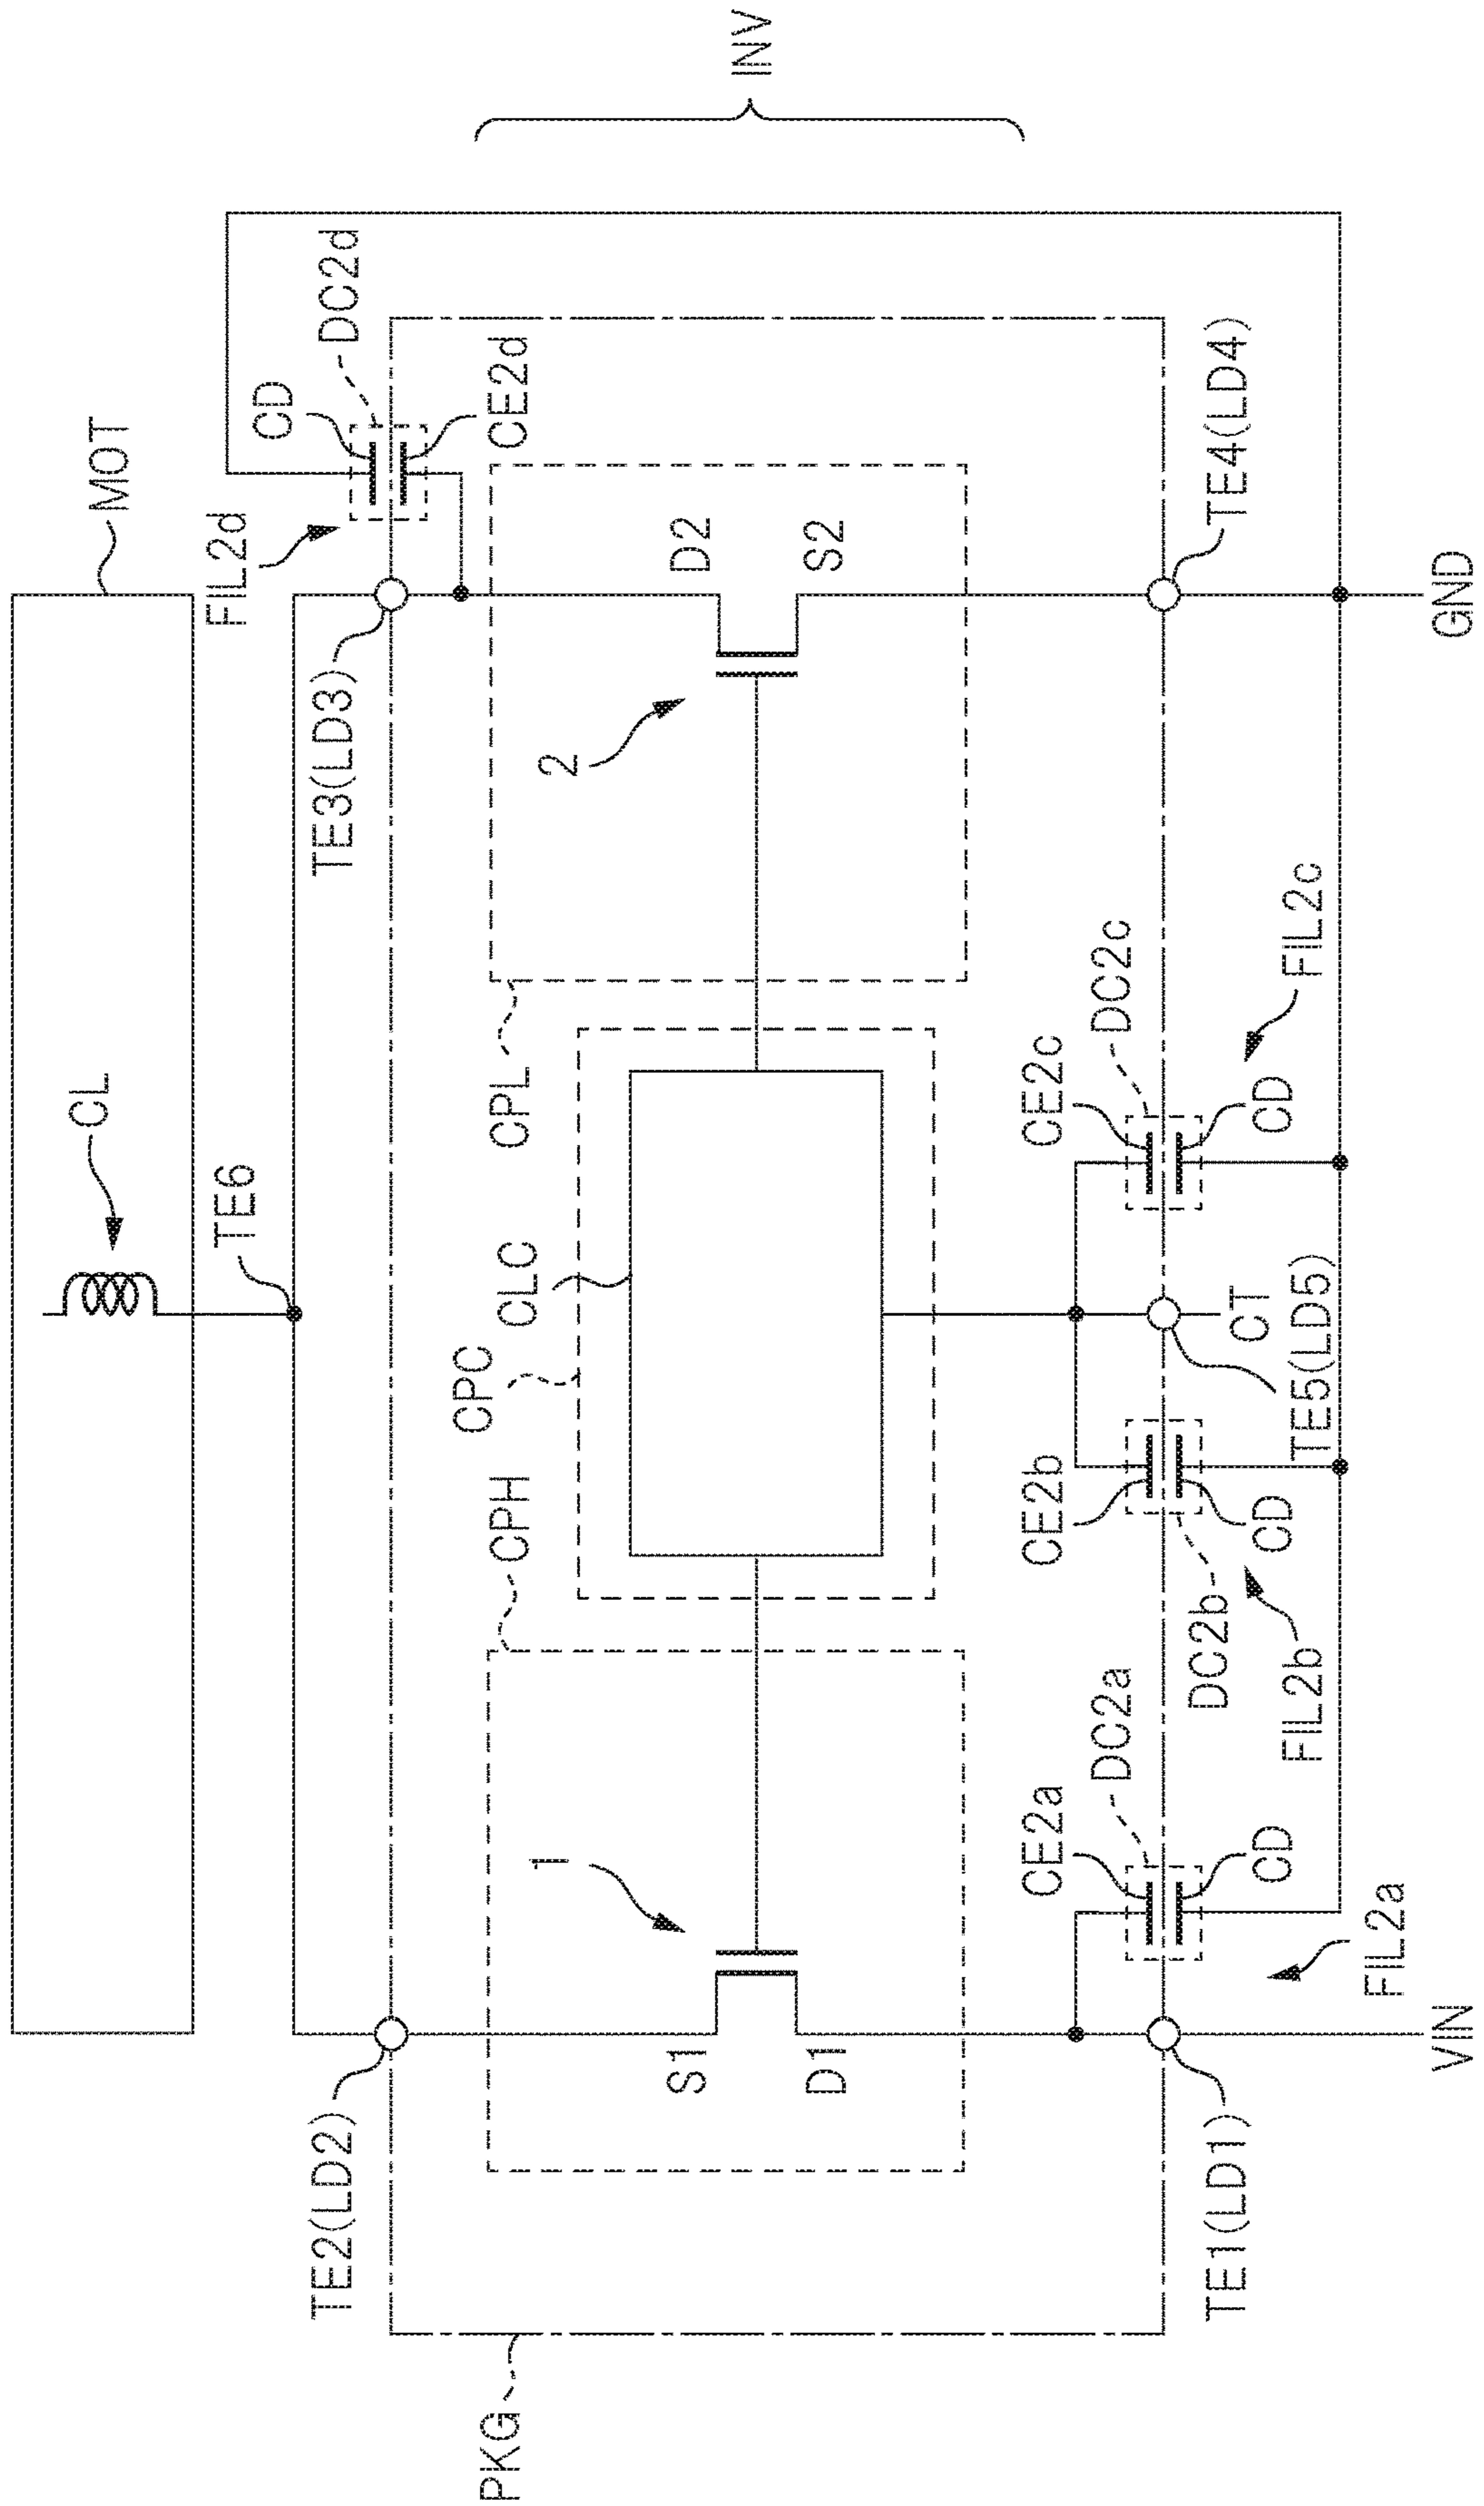 INV
MOT
CL
TE6
FIL2d
CD
DC2d
CE2d
TE3(LD3)
TE2(LD2)
PKG
CPH
CPC
CLC
CPL
1
S1
D1
2
D2
S2
CE2a
DC2a
CD
FIL2a
CE2b
DC2b
CD
FIL2b
CE2c
DC2c
CD
FIL2c
CT
TE5(LD5)
TE1(LD1)
TE4(LD4)
VIN
GND